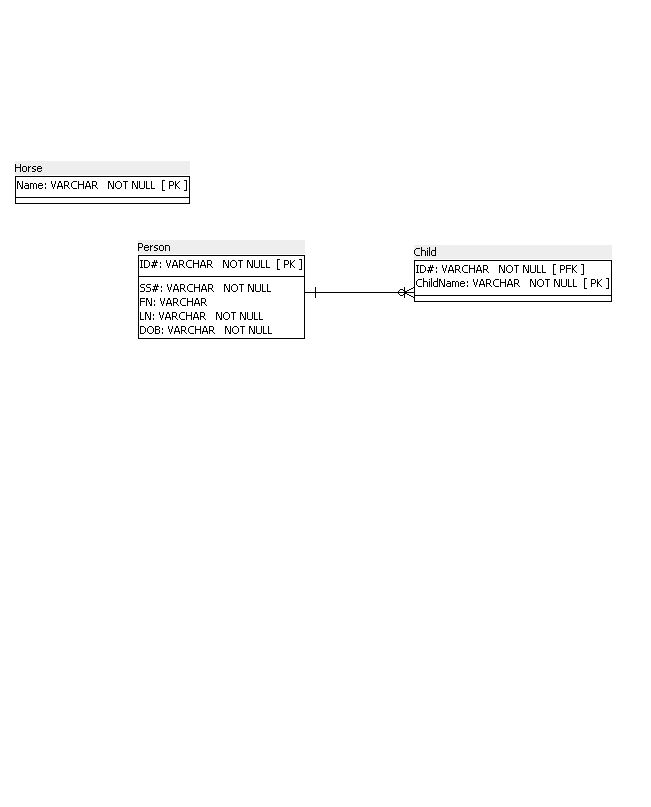 Horse
Name: VARCHAR NOT NULL [ PK ]
Person
ID#: VARCHAR NOT NULL [ PK ]
SS#: VARCHAR NOT NULL
FN: VARCHAR
LN: VARCHAR NOT NULL
DOB: VARCHAR NOT NULL
Child
ID#: VARCHAR NOT NULL [ PFK ]
ChildName: VARCHAR NOT NULL [ PK ]